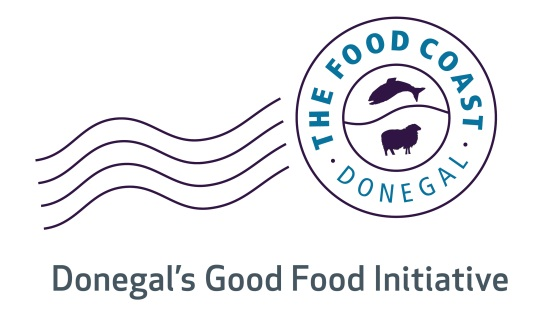 THE FOOD COAST
· DONEGAL ·
Donegal's Good Food Initiative